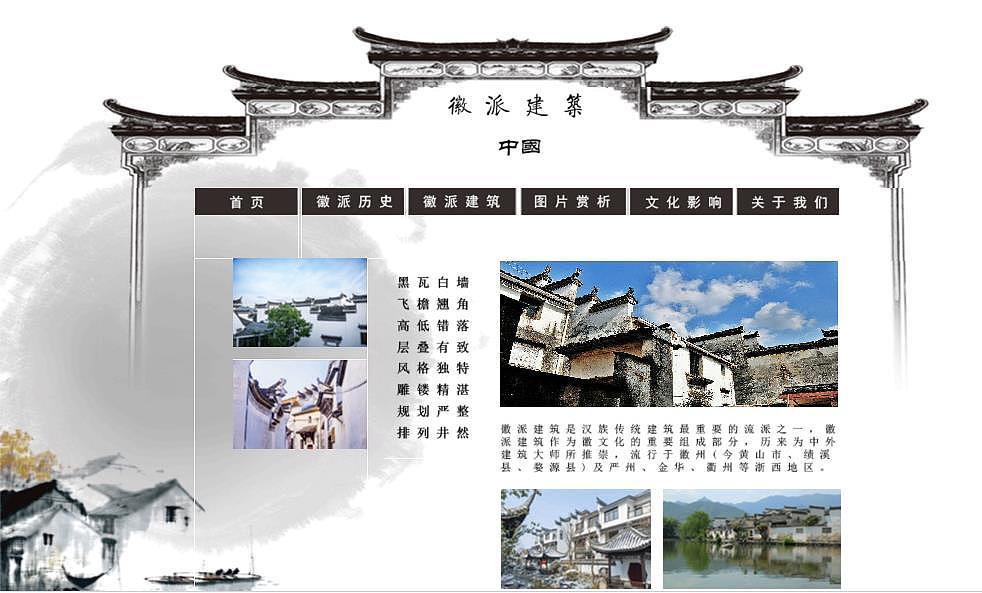 徽派建築
中國
首页 徽派历史 徽派建筑 图片赏析 文化影响 关于我们
黑瓦白墙
飞檐翘角
高低错落
层叠有致
风格独特
雕镂精湛
规划严整
排列井然
徽派建筑是汉族传统建筑最重要的流派之一，徽
派建筑作为徽文化的重要组成部分，历来为中外
建筑大师所推崇，流行于徽州(今黄山市、绩溪
县、婺源县)及严州、金华、衢州等浙西地区。